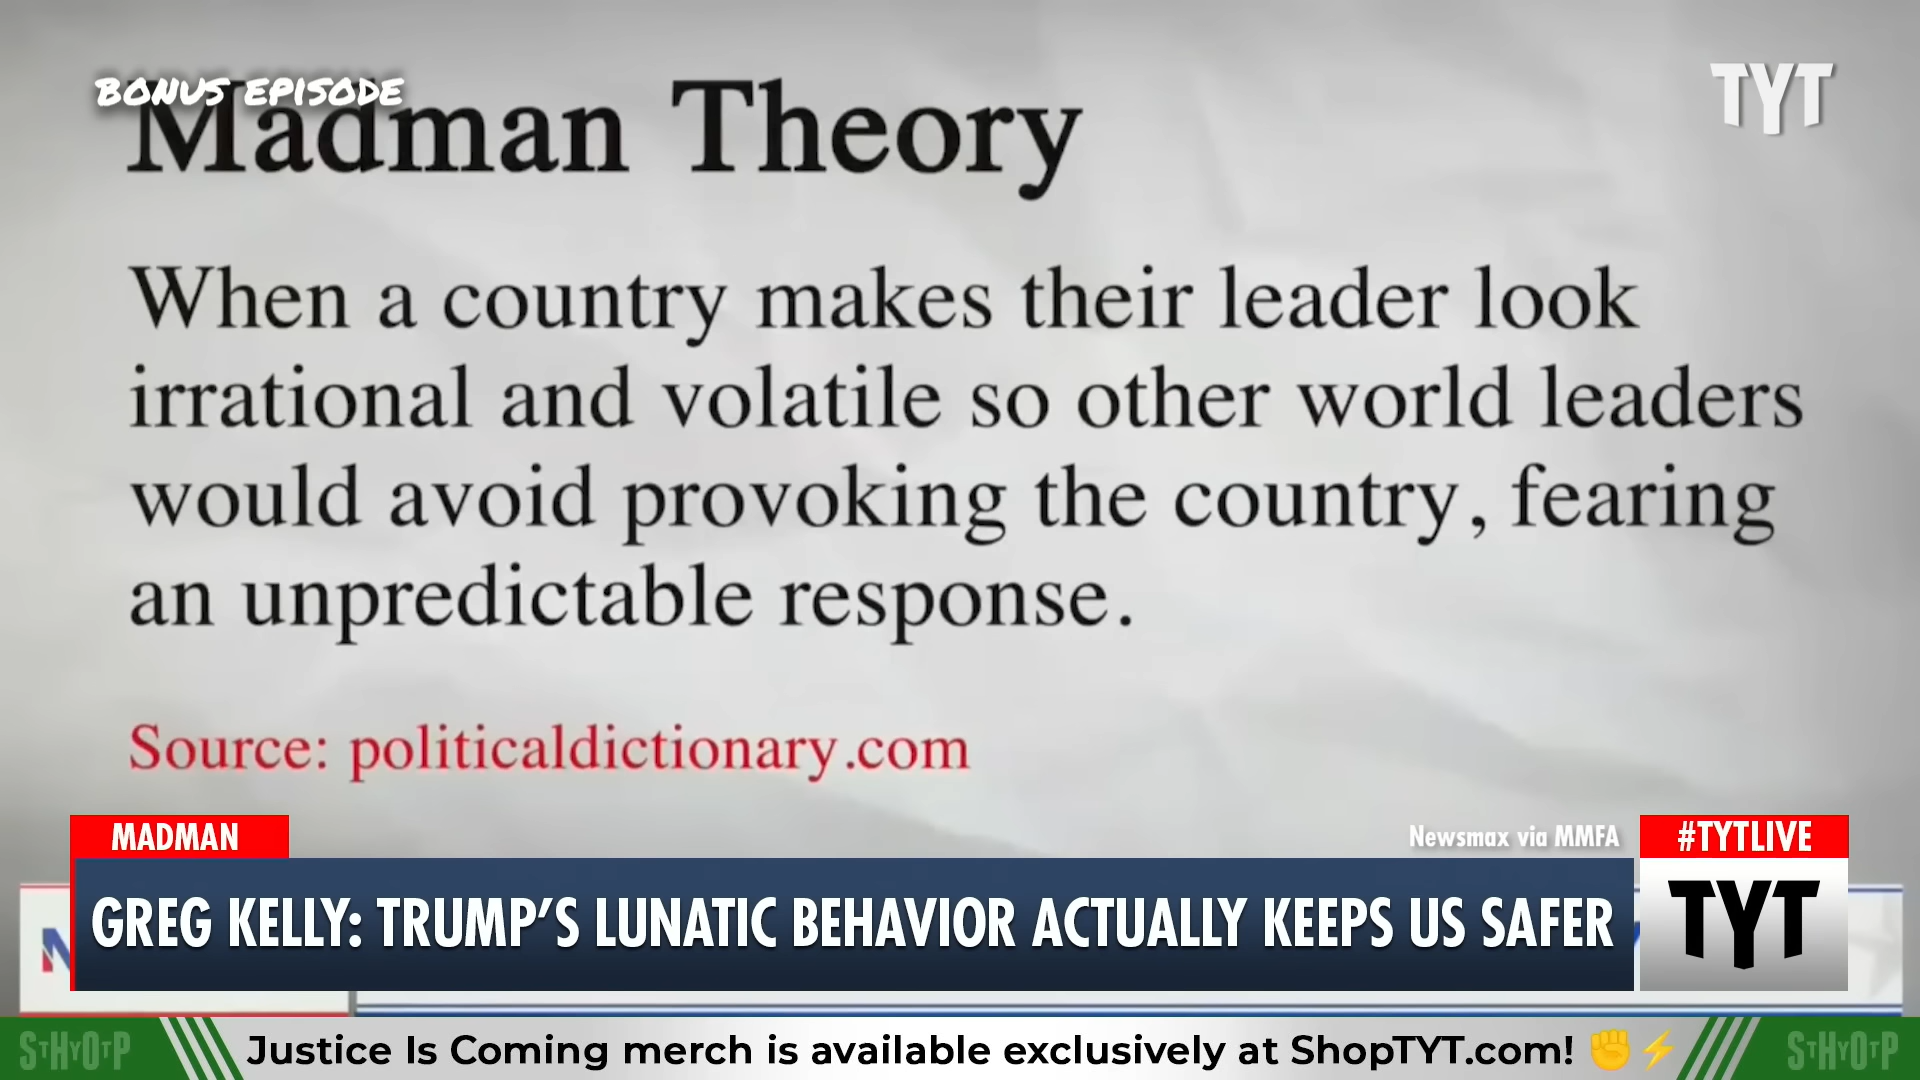 BONUS EPISODE
TYT
Madman Theory
When a country makes their leader look
irrational and volatile so other world leaders
would avoid provoking the country, fearing
an unpredictable response.
Source: politicaldictionary.com
MADMAN
Newsmax via MMFA
#TYTLIVE
GREG KELLY: TRUMP’S LUNATIC BEHAVIOR ACTUALLY KEEPS US SAFER
TYT
N
Justice Is Coming merch is available exclusively at ShopTYT.com! ✊⚡